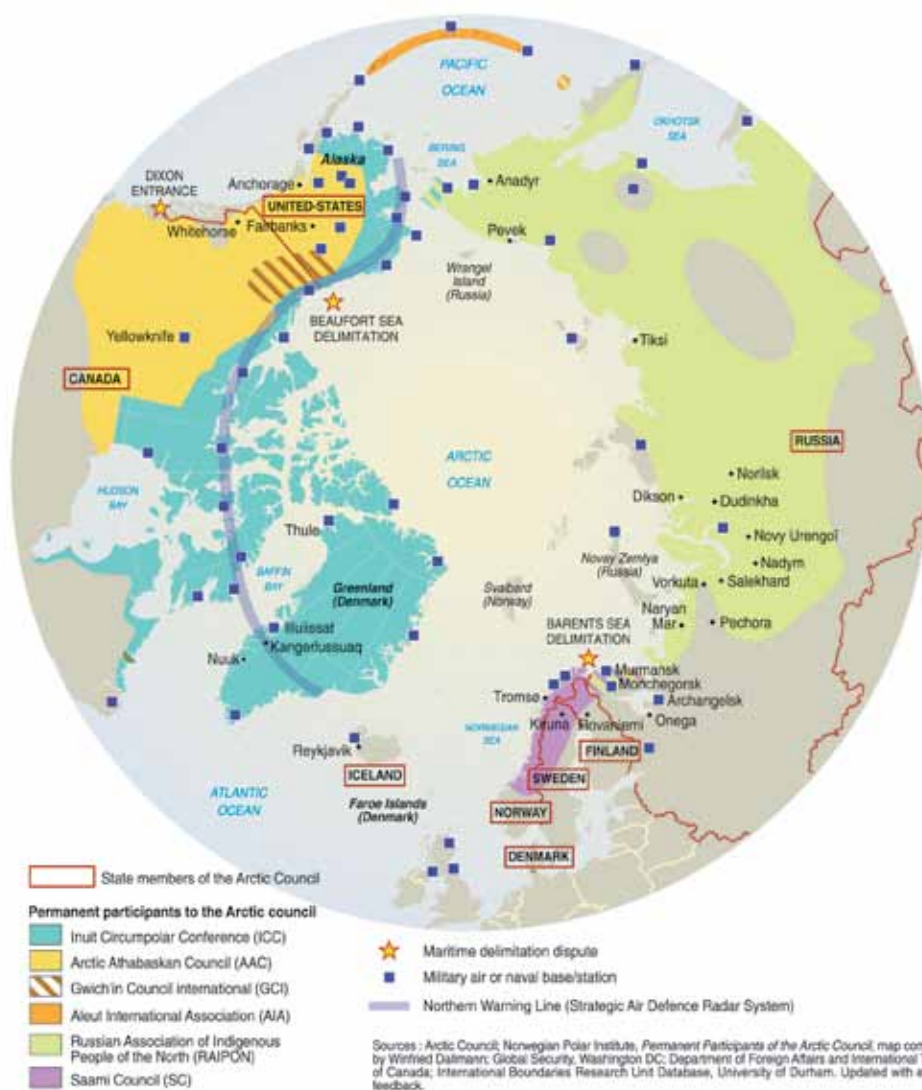 PACIFIC
OCEAN
OKHOTSK
SEA
BERING
SEA
Alaska
DIXON
ENTRANCE
Anchorage
Anadyr
UNITED-STATES
Whitehorse
Fairbanks
Pevek
Wrangel
Island
(Russia)
BEAUFORT SEA
DELIMITATION
Yellowknife
Tiksi
CANADA
RUSSIA
ARCTIC
OCEAN
HUDSON
BAY
Norilsk
Dikson
Dudinkha
Thule
Novy Urengoï
BAFFIN
BAY
Novay Zemlya
(Russia)
Nadym
Greenland
(Denmark)
Svalbard
(Norway)
Vorkuta
Salekhard
Naryan
Mar
BARENTS SEA
DELIMITATION
Pechora
Illulissat
Kangerlussuaq
Nuuk
Murmansk
Monchegorsk
Tromsø
Archangelsk
Kiruna
Rovaniemi
Onega
NORWEGIAN
SEA
Reykjavik
FINLAND
ICELAND
SWEDEN
ATLANTIC
OCEAN
Faroe Islands
(Denmark)
NORWAY
DENMARK
State members of the Arctic Council
Permanent participants to the Arctic council
Inuit Circumpolar Conference (ICC)
Arctic Athabaskan Council (AAC)
Gwich'in Council international (GCI)
Aleut International Association (AIA)
Russian Association of Indigenous
People of the North (RAIPON)
Saami Council (SC)
Maritime delimitation dispute
Military air or naval base/station
Northern Warning Line (Strategic Air Defence Radar System)
Sources : Arctic Council; Norwegian Polar Institute, Permanent Participants of the Arctic Council, map com
by Winfried Dallmann; Global Security, Washington DC; Department of Foreign Affairs and International
of Canada; International Boundaries Research Unit Database, University of Durham. Updated with
feedback.